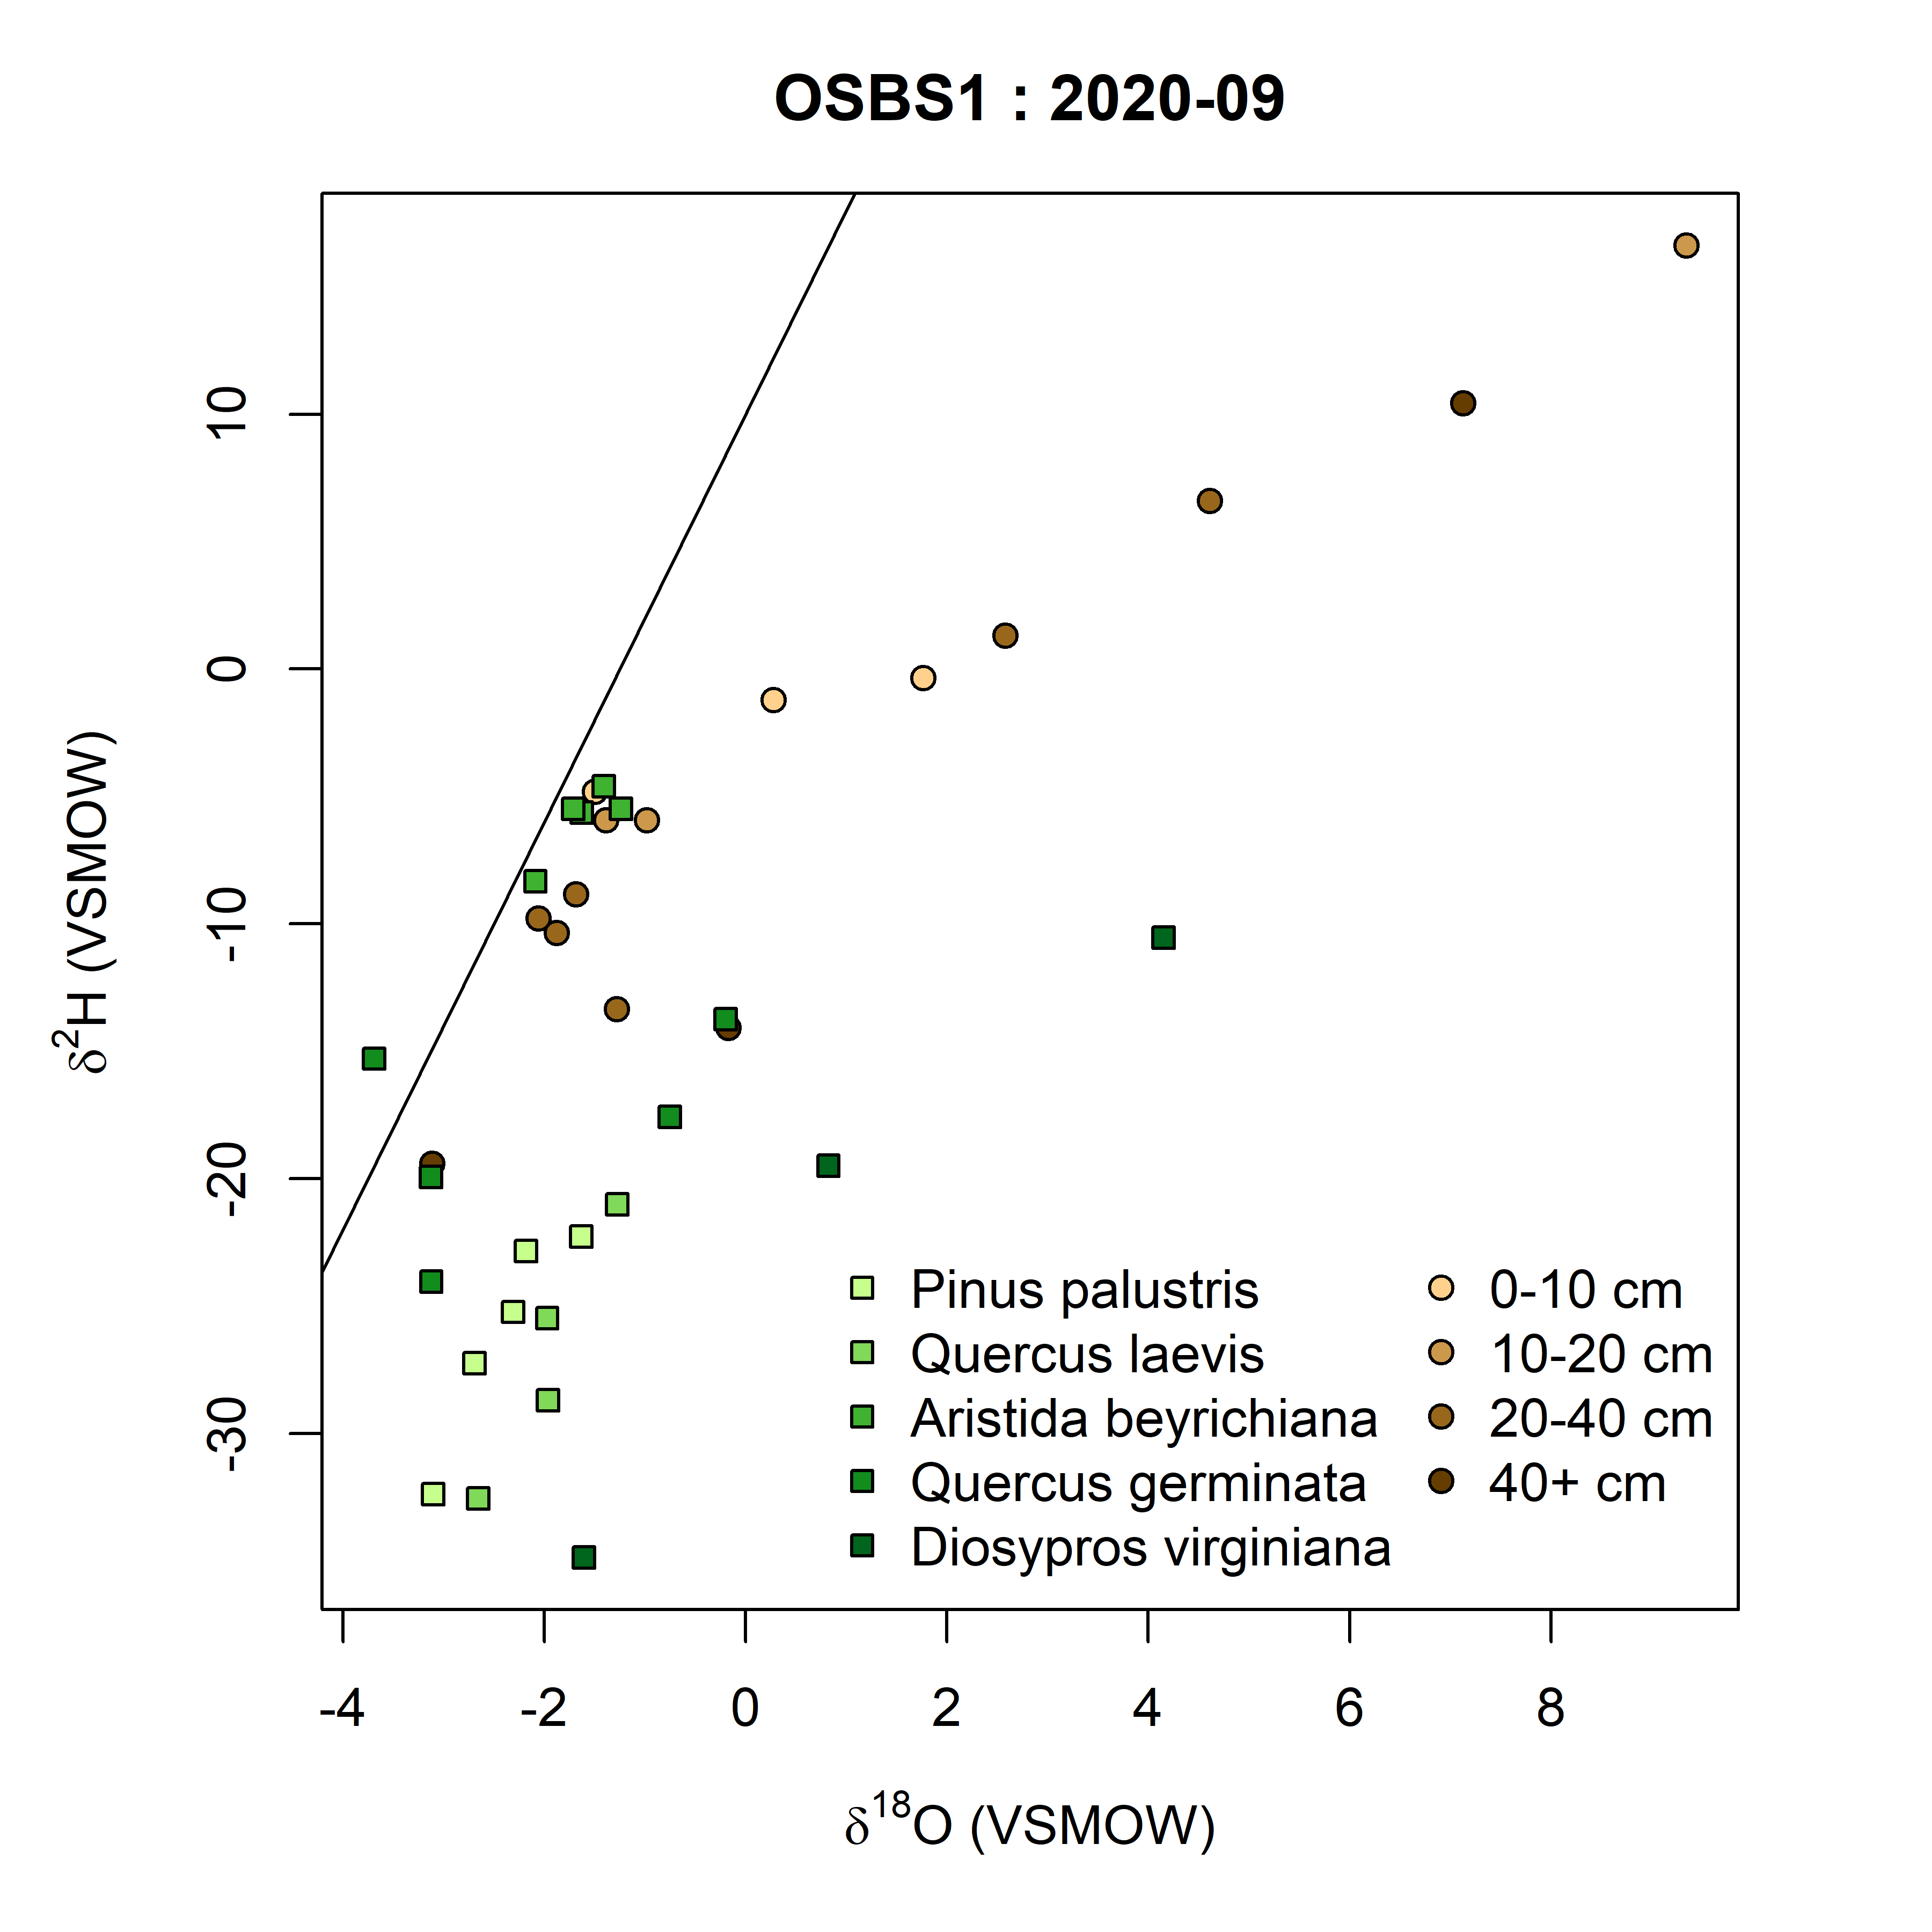 OSBS1 : 2020-09
10
0
-10
-20
-30
δ²H (VSMOW)
Pinus palustris
Quercus laevis
Aristida beyrichiana
Quercus germinata
Diosypros virginiana
0-10 cm
10-20 cm
20-40 cm
40+ cm
-4 -2 0 2 4 6 8
δ¹⁸O (VSMOW)